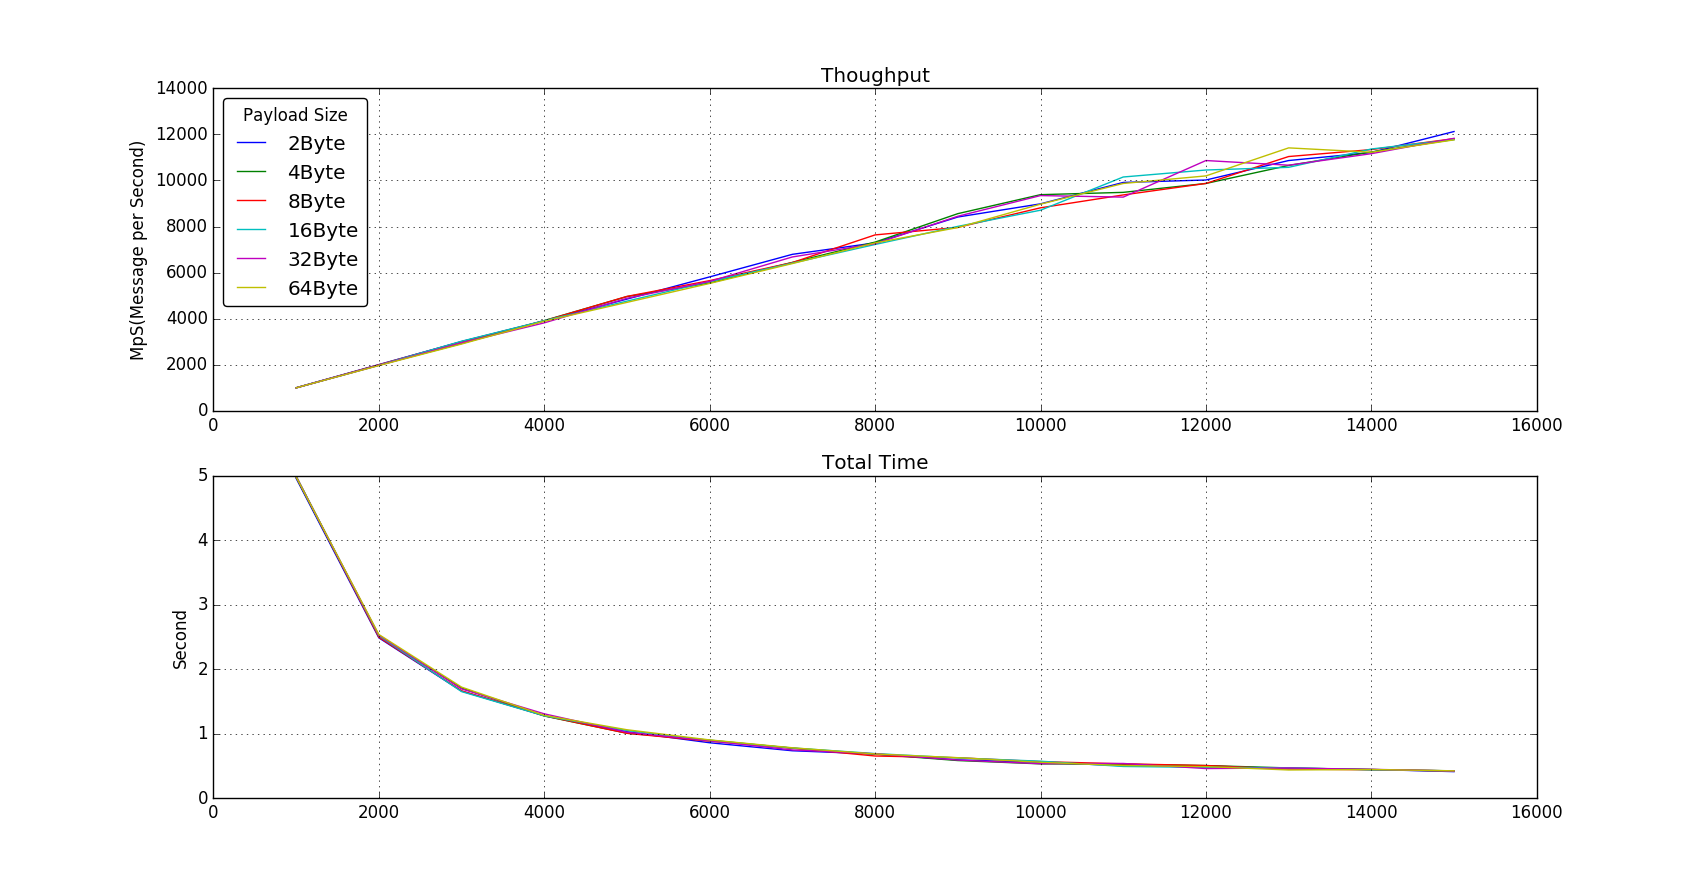 Thoughput
14000
12000
10000
8000
6000
4000
2000
0
MpS(Message per Second)
Payload Size
2Byte
4Byte
8Byte
16Byte
32Byte
64Byte
0 2000 4000 6000 8000 10000 12000 14000 16000
Total Time
5
4
3
2
1
0
Second
0 2000 4000 6000 8000 10000 12000 14000 16000